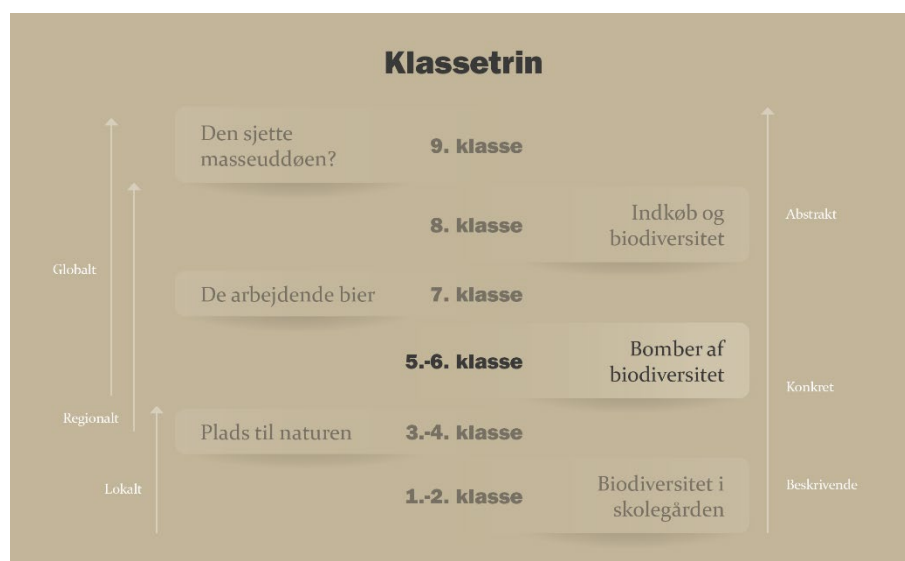 Klassetrin
Den sjette
masseuddøen?
9. klasse
8. klasse
Indkøb og
biodiversitet
Abstrakt
Globalt
De arbejdende bier
7. klasse
5.-6. klasse
Bomber af
biodiversitet
Konkret
Regionalt
Plads til naturen
3.-4. klasse
Lokalt
1.-2. klasse
Biodiversitet i
skolegården
Beskrivende